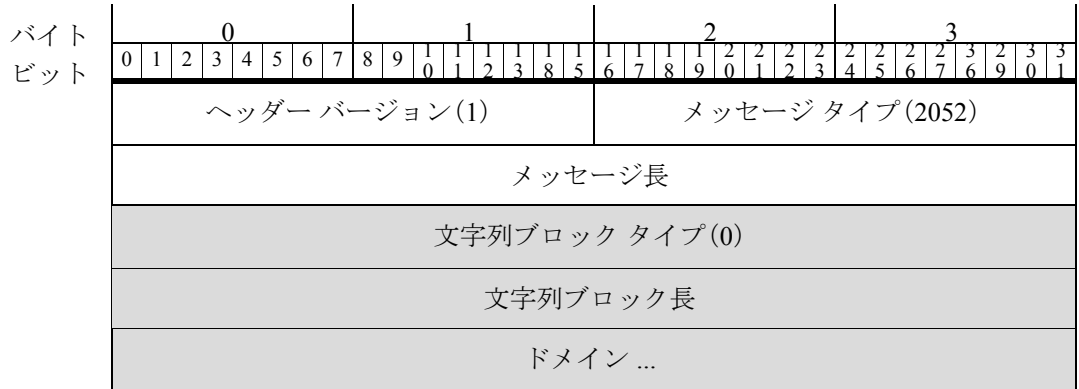 バイト 0 1 2 3
ビット 0 1 2 3 4 5 6 7 8 9 10 11 12 13 18 15 16 17 18 19 20 21 22 23 24 25 26 27 36 29 30 31
ヘッダー バージョン(1) メッセージ タイプ(2052)
メッセージ長
文字列ブロック タイプ(0)
文字列ブロック長
ドメイン ...